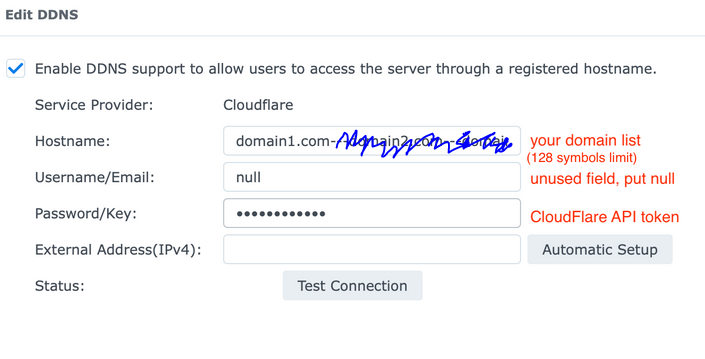 Edit DDNS
Enable DDNS support to allow users to access the server through a registered hostname.
Service Provider: Cloudflare
Hostname: domain1.com- your domain list
(128 symbols limit)
Username/Email: null unused field, put null
Password/Key: •••••••••••• CloudFlare API token
External Address(IPv4): Automatic Setup
Status: Test Connection